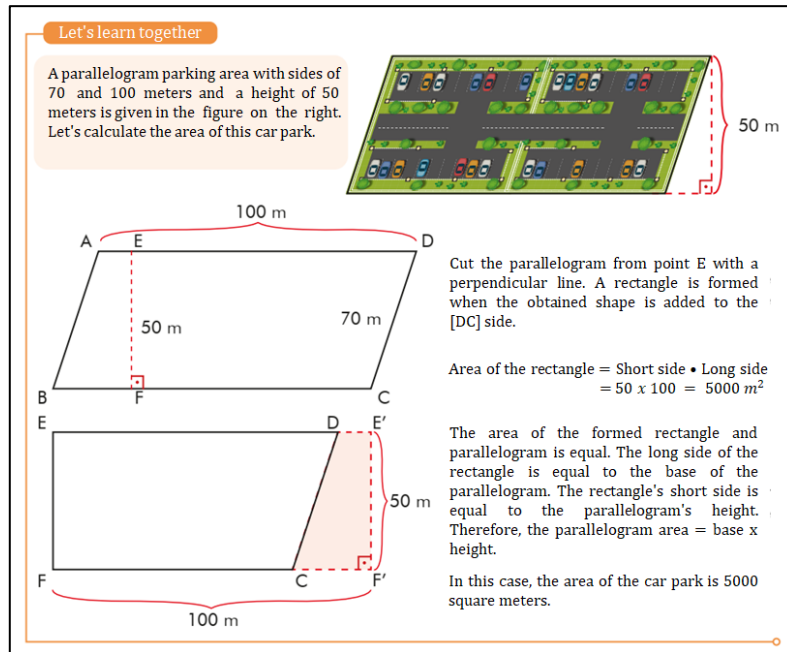 Let's learn together
A parallelogram parking area with sides of
70 and 100 meters and a height of 50
meters is given in the figure on the right.
Let's calculate the area of this car park.
50 m
100 m
A E D
50 m
70 m
B F C
Cut the parallelogram from point E with a
perpendicular line. A rectangle is formed
when the obtained shape is added to the
[DC] side.
Area of the rectangle = Short side • Long side
= 50 x 100 = 5000 m²
E D E'
50 m
F C F'
100 m
The area of the formed rectangle and
parallelogram is equal. The long side of the
rectangle is equal to the base of the
parallelogram. The rectangle's short side is
equal to the parallelogram's height.
Therefore, the parallelogram area = base x
height.
In this case, the area of the car park is 5000
square meters.